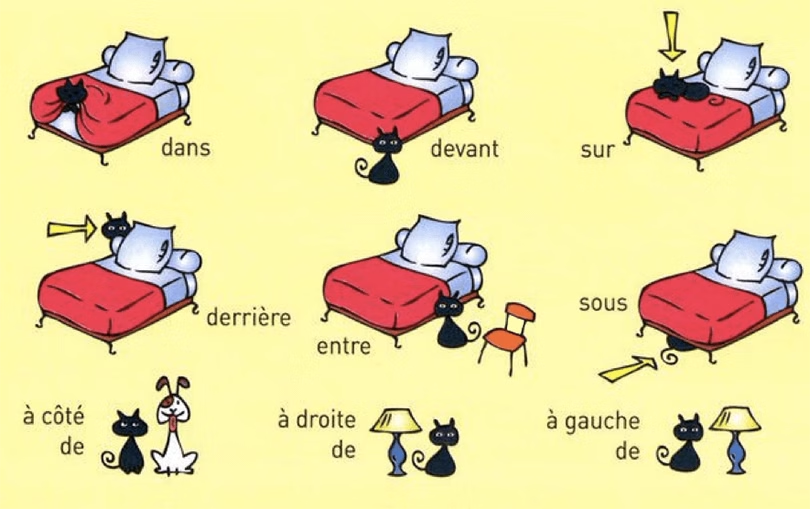 dans
devant
sur
derrière
entre
sous
à côté
de
à droite
de
à gauche
de